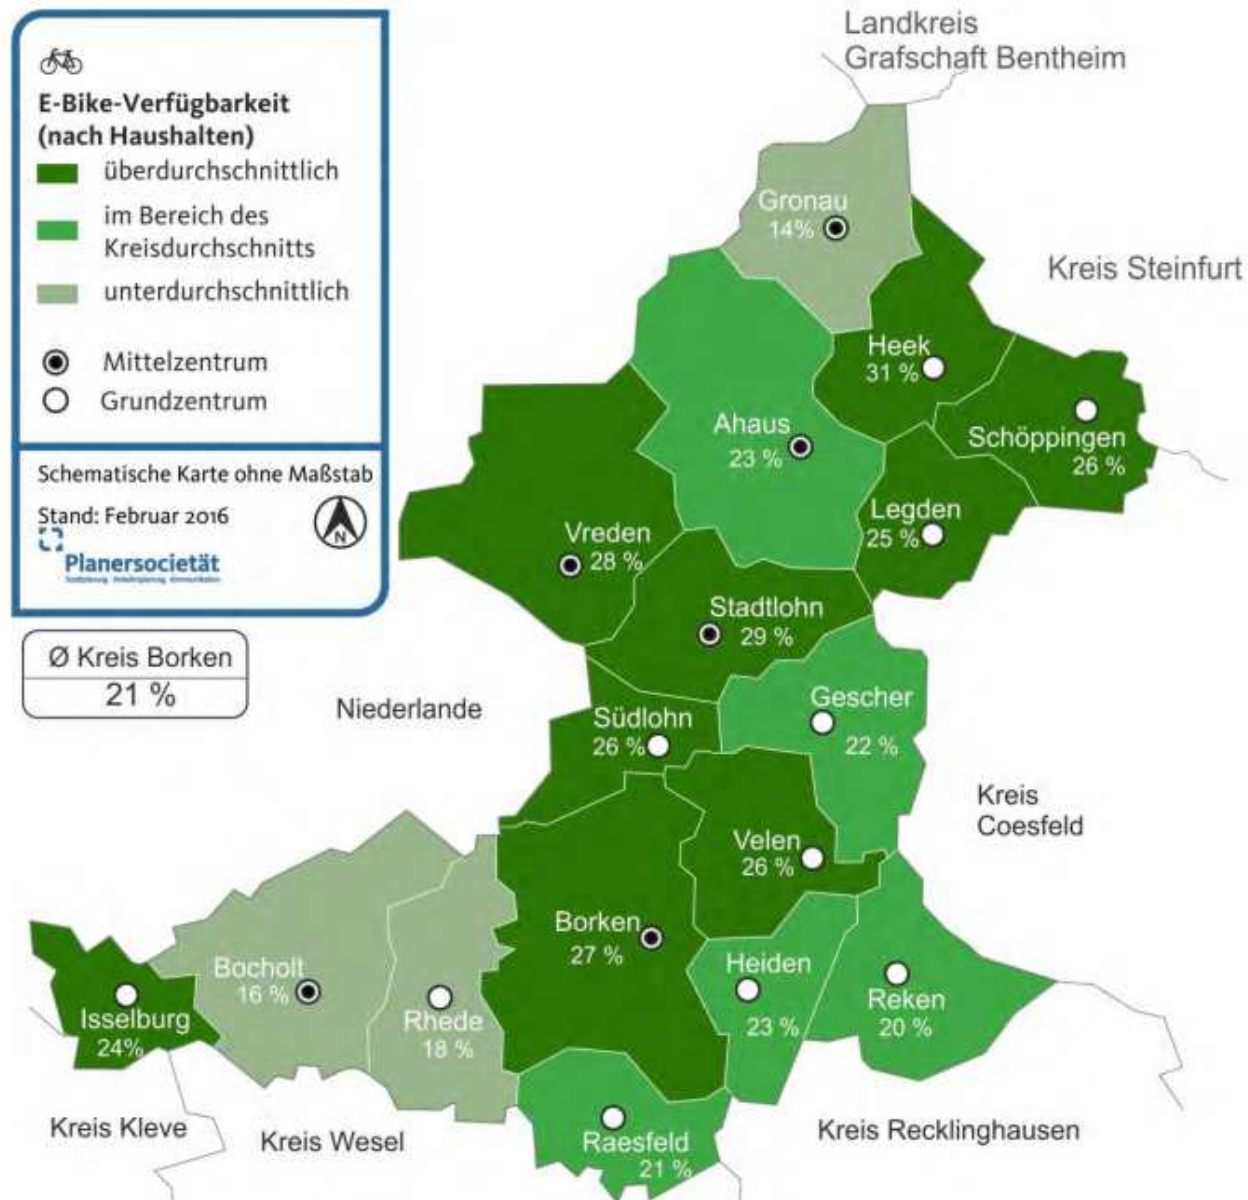 E-Bike-Verfügbarkeit
(nach Haushalten)
überdurchschnittlich
im Bereich des
Kreisdurchschnitts
unterdurchschnittlich
Mittelzentrum
Grundzentrum
Schematische Karte ohne Maßstab
Stand: Februar 2016
N
Planersocietät
Ø Kreis Borken
21 %
Landkreis
Grafschaft Bentheim
Gronau
14%
Kreis Steinfurt
Heek
31 %
Ahaus
23 %
Schöppingen
26 %
Legden
25 %
Vreden
28 %
Stadtlohn
29 %
Gescher
22 %
Niederlande
Südlohn
26 %
Kreis
Coesfeld
Velen
26 %
Borken
27 %
Bocholt
16 %
Heiden
23 %
Reken
20 %
Isselburg
24%
Rhede
18 %
Kreis Kleve
Kreis Wesel
Raesfeld
21 %
Kreis Recklinghausen